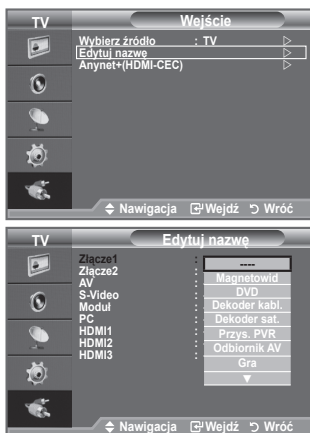 TV Wejście
Wybierz źródło : TV ▷
Edytuj nazwę ▷
Anynet+(HDMI-CEC) ▷
Nawigacja Wejdź Wróć
TV Edytuj nazwę
Złącze1 : ----
Złącze2 : Magnetowid
AV : DVD
S-Video : Dekoder kabl.
Moduł : Dekoder sat.
PC : Przys. PVR
HDMI1 : Odbiornik AV
HDMI2 : Gra
HDMI3 : ▼
Nawigacja Wejdź Wróć